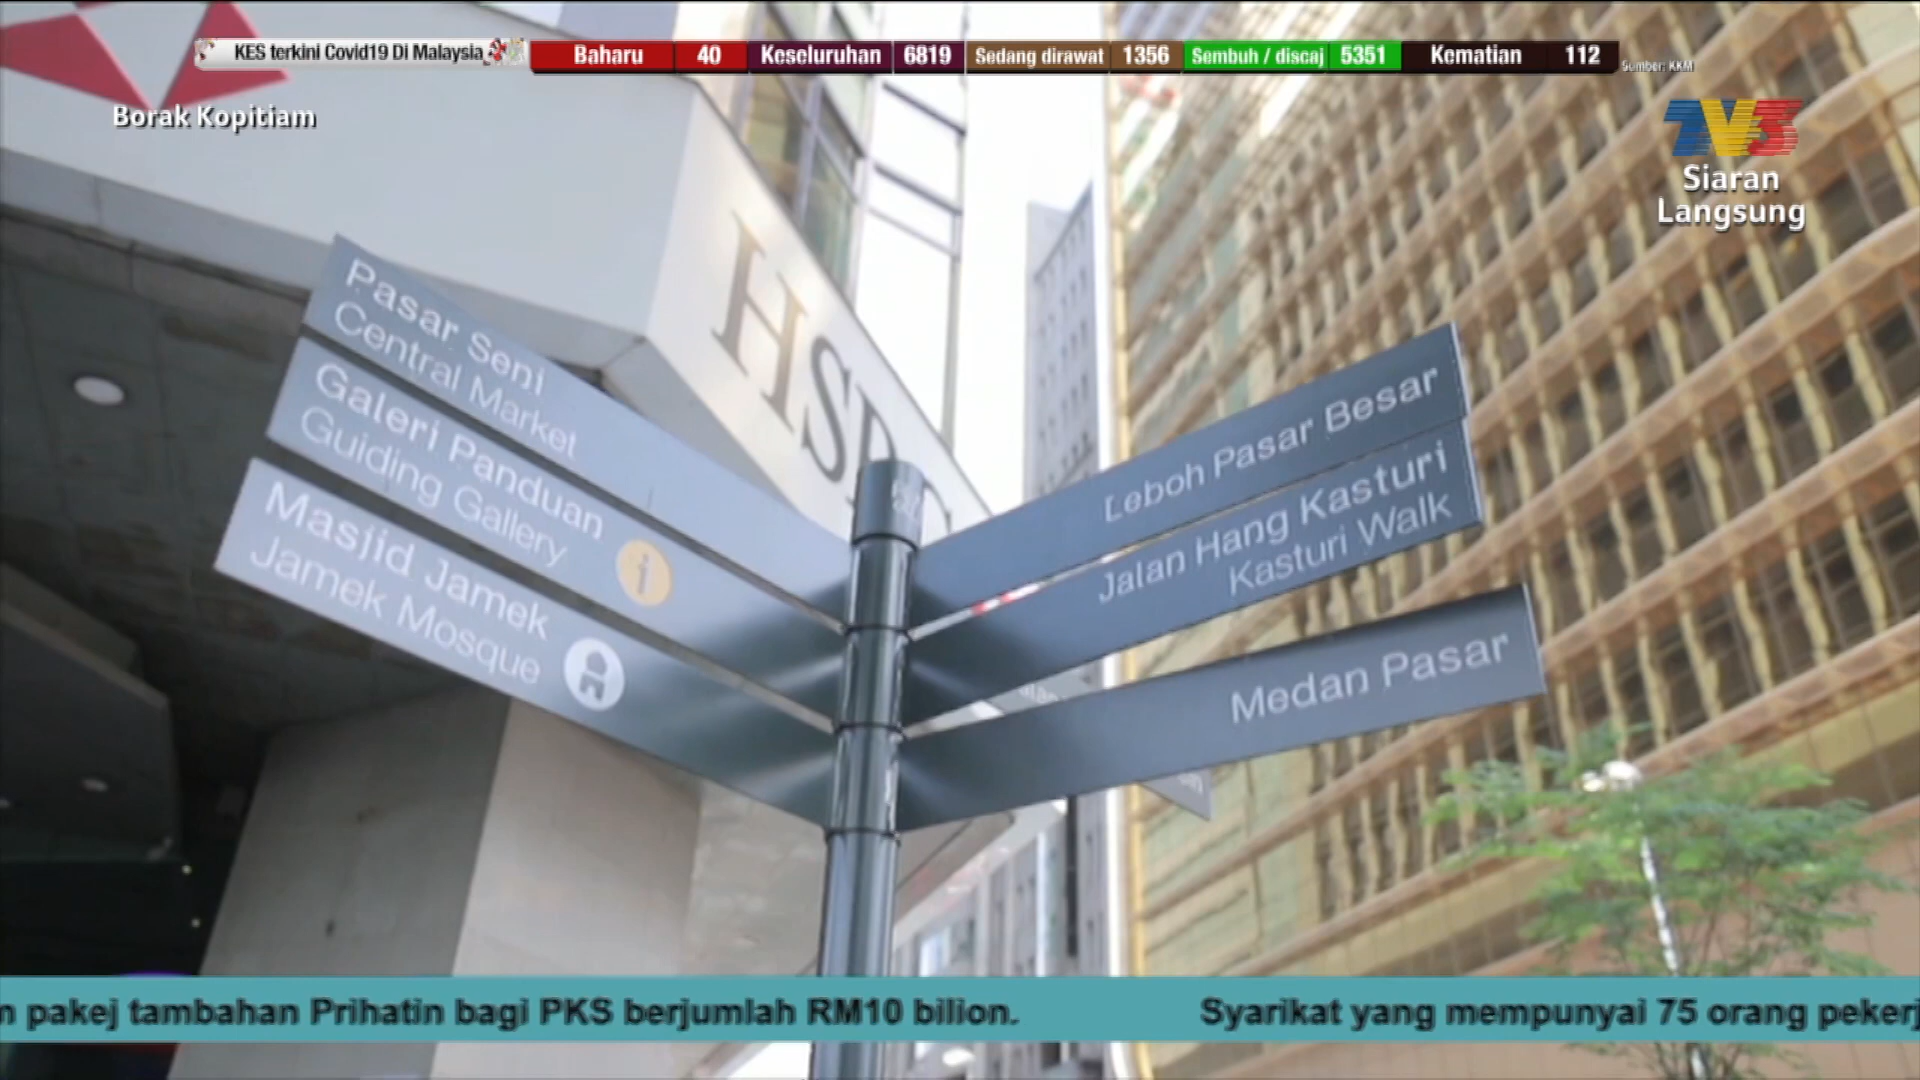 KES terkini Covid19 Di Malaysia
Baharu 40 Keseluruhan 6819 Sedang dirawat 1356 Sembuh / discaj 5351 Kematian 112
Sumber: KKM
Borak Kopitiam
TV3
Siaran
Langsung
HSB
Pasar Seni
Central Market
Galeri Panduan
Guiding Gallery
i
Masjid Jamek
Jamek Mosque
Leboh Pasar Besar
Jalan Hang Kasturi
Kasturi Walk
Medan Pasar
pakej tambahan Prihatin bagi PKS berjumlah RM10 bilion.
Syarikat yang mempunyai 75 orang pekerj